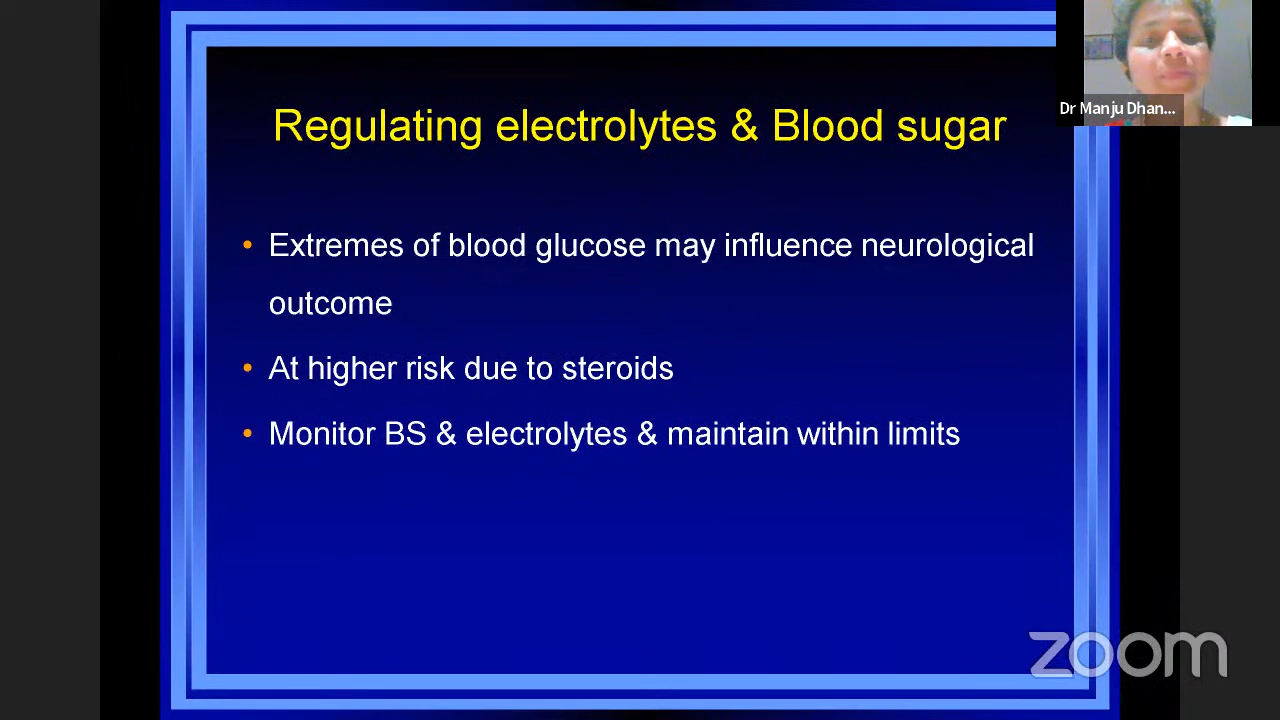 Dr Manju Dhan...
Regulating electrolytes & Blood sugar
• Extremes of blood glucose may influence neurological
outcome
• At higher risk due to steroids
• Monitor BS & electrolytes & maintain within limits
zoom